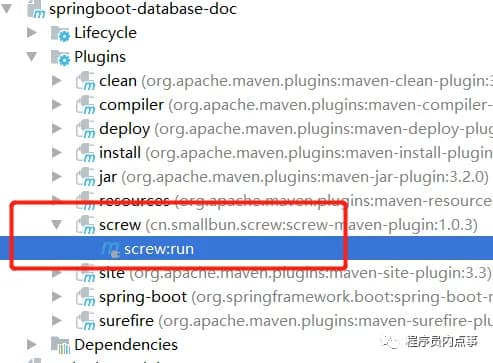 springboot-database-doc
Lifecycle
Plugins
clean (org.apache.maven.plugins:maven-clean-plugin:3
compiler (org.apache.maven.plugins:maven-compiler-
deploy (org.apache.maven.plugins:maven-deploy-plug
install (org.apache.maven.plugins:maven-install-plugin
jar (org.apache.maven.plugins:maven-jar-plugin:3.2.0)
resources (org.apache.maven.plugins:maven-resource
screw (cn.smallbun.screw:screw-maven-plugin:1.0.3)
screw:run
site (org.apache.maven.plugins:maven-site-plugin:3.3)
spring-boot (org.springframework.boot:spring-boot-m
surefire (org.apache.maven.plugins:maven-surefire-plu
Dependencies
程序员内点事